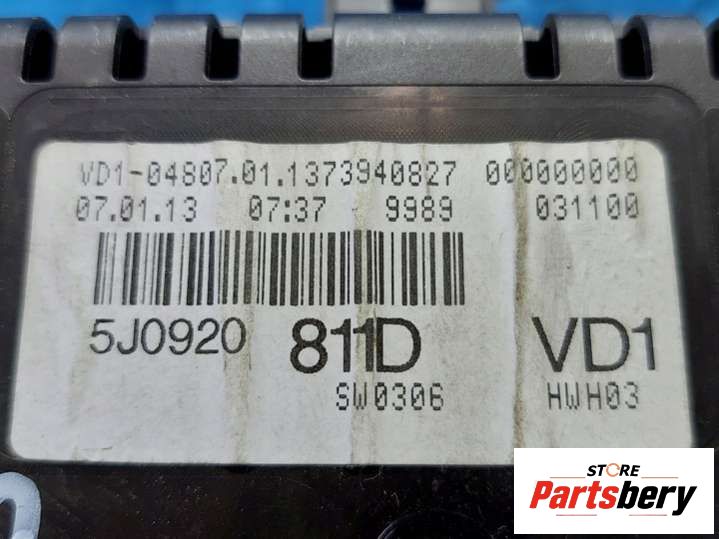 VD1-04807.01.1373940827 000000000
07.01.13 07:37 9989 031100
5J0920 811D VD1
SW0306 HWH03
STORE
Partsbery